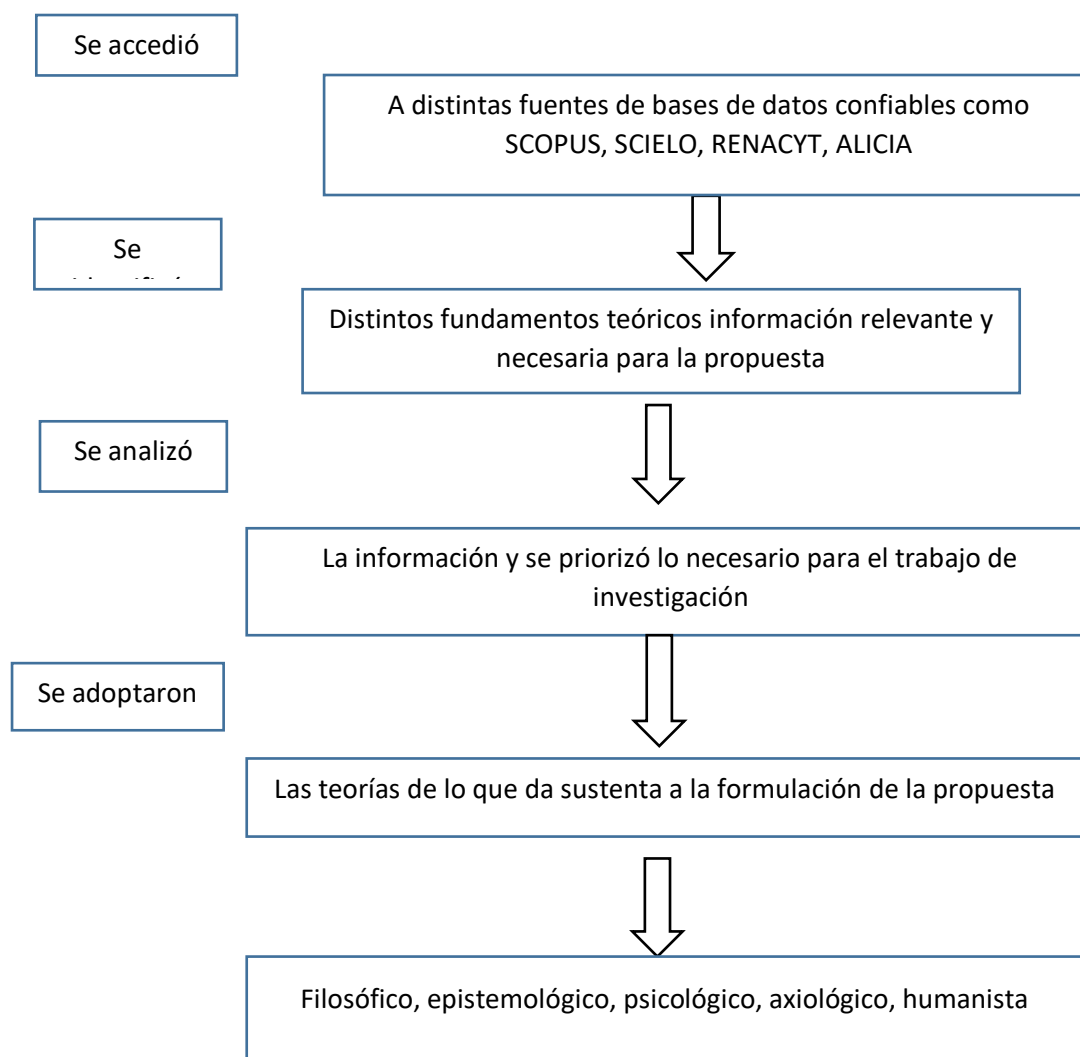 Se accedió
A distintas fuentes de bases de datos confiables como
SCOPUS, SCIELO, RENACYT, ALICIA
Se
Distintos fundamentos teóricos información relevante y
necesaria para la propuesta
Se analizó
La información y se priorizó lo necesario para el trabajo de
investigación
Se adoptaron
Las teorías de lo que da sustenta a la formulación de la propuesta
Filosófico, epistemológico, psicológico, axiológico, humanista